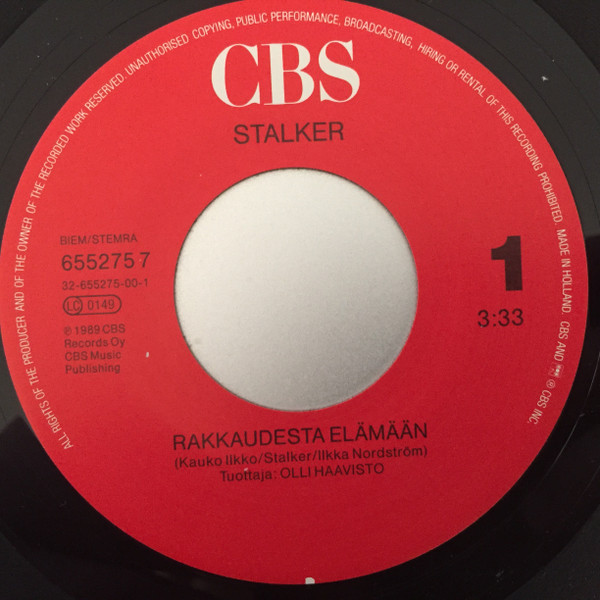 ALL RIGHTS OF THE PRODUCER AND OF THE OWNER OF THE RECORDED WORK RESERVED. UNAUTHORISED COPYING, PUBLIC PERFORMANCE, BROADCASTING, HIRING OR RENTAL OF THIS RECORDING PROHIBITED. MADE IN HOLLAND. CBS AND ® CBS INC.
CBS
STALKER
BIEM/STEMRA
655275 7
32-655275-00-1
LC 0149
℗ 1989 CBS
Records Oy
CBS Music
Publishing
1
3:33
RAKKAUDESTA ELÄMÄÄN
(Kauko Ilkko/Stalker/Ilkka Nordström)
Tuottaja: OLLI HAAVISTO